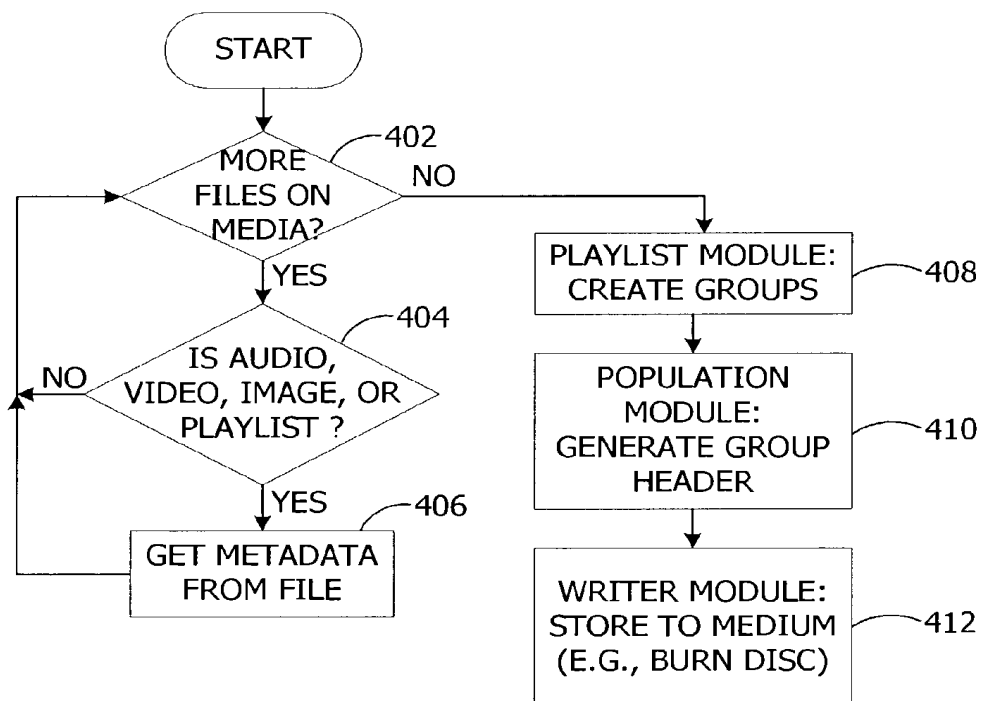 START
402
MORE
FILES ON
MEDIA?
NO
YES
404
IS AUDIO,
VIDEO, IMAGE, OR
PLAYLIST ?
NO
YES
406
GET METADATA
FROM FILE
PLAYLIST MODULE:
CREATE GROUPS
408
POPULATION
MODULE:
GENERATE GROUP
HEADER
410
WRITER MODULE:
STORE TO MEDIUM
(E.G., BURN DISC)
412